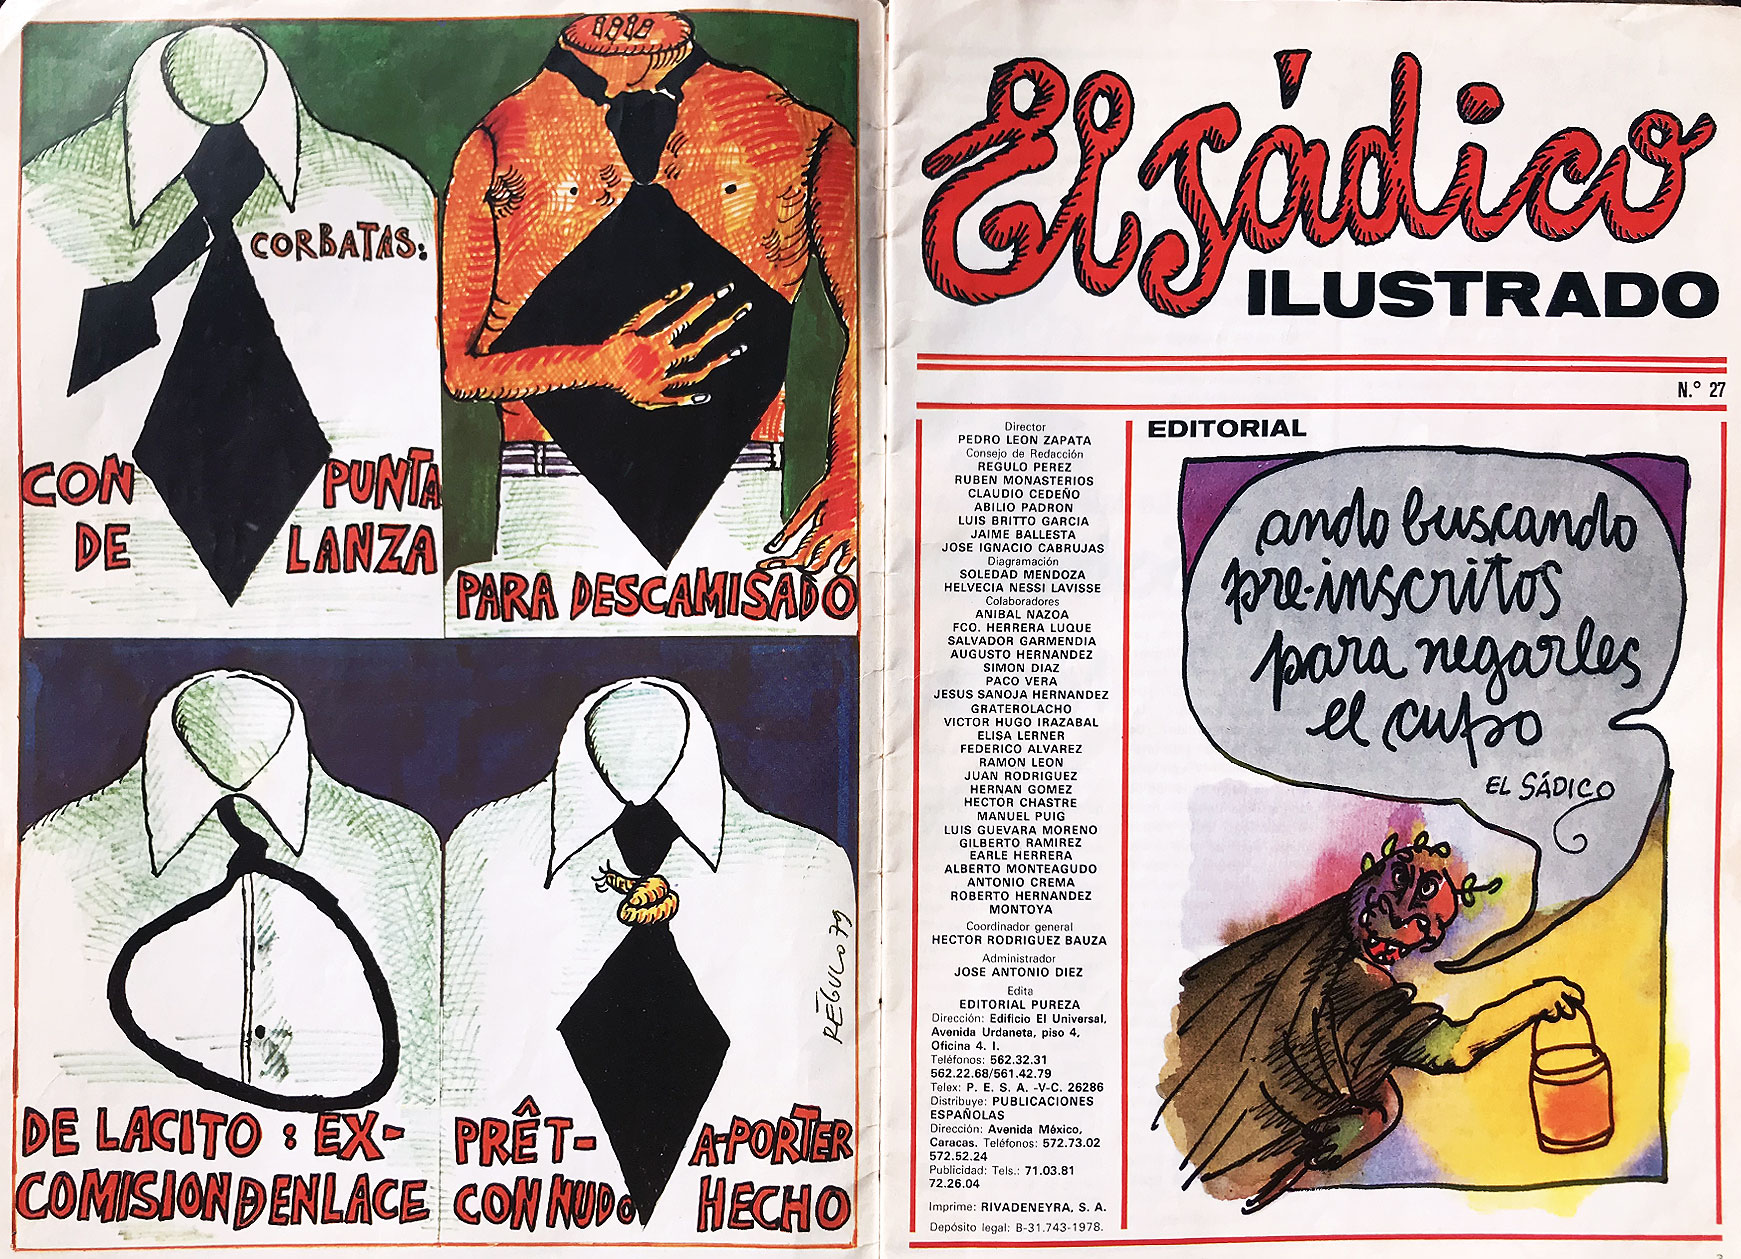 CORBATAS:
CON PUNTA
DE LANZA
PARA DESCAMISADO
DE LACITO : EX-
COMISION D ENLACE
PRÊT- A-PORTER
CON NUDO HECHO
REGULO 79
El Sádico
ILUSTRADO
N.° 27
Director
PEDRO LEON ZAPATA
Consejo de Redacción
REGULO PEREZ
RUBEN MONASTERIOS
CLAUDIO CEDEÑO
ABILIO PADRON
LUIS BRITTO GARCIA
JAIME BALLESTA
JOSE IGNACIO CABRUJAS
Diagramación
SOLEDAD MENDOZA
HELVECIA NESSI LAVISSE
Colaboradores
ANIBAL NAZOA
FCO. HERRERA LUQUE
SALVADOR GARMENDIA
AUGUSTO HERNANDEZ
SIMON DIAZ
PACO VERA
JESUS SANOJA HERNANDEZ
GRATEROLACHO
VICTOR HUGO IRAZABAL
ELISA LERNER
FEDERICO ALVAREZ
RAMON LEON
JUAN RODRIGUEZ
HERNAN GOMEZ
HECTOR CHASTRE
MANUEL PUIG
LUIS GUEVARA MORENO
GILBERTO RAMIREZ
EARLE HERRERA
ALBERTO MONTEAGUDO
ANTONIO CREMA
ROBERTO HERNANDEZ
MONTOYA
Coordinador general
HECTOR RODRIGUEZ BAUZA
Administrador
JOSE ANTONIO DIEZ
Edita
EDITORIAL PUREZA
Dirección: Edificio El Universal,
Avenida Urdaneta, piso 4,
Oficina 4. I.
Teléfonos: 562.32.31
562.22.68/561.42.79
Telex: P. E. S. A. -V-C. 26286
Distribuye: PUBLICACIONES
ESPAÑOLAS
Dirección: Avenida México,
Caracas. Teléfonos: 572.73.02
572.52.24
Publicidad: Tels.: 71.03.81
72.26.04
Imprime: RIVADENEYRA, S. A.
Depósito legal: B-31.743-1978.
EDITORIAL
ando buscando
pre-inscritos
para negarles
el cupo
EL SÁDICO